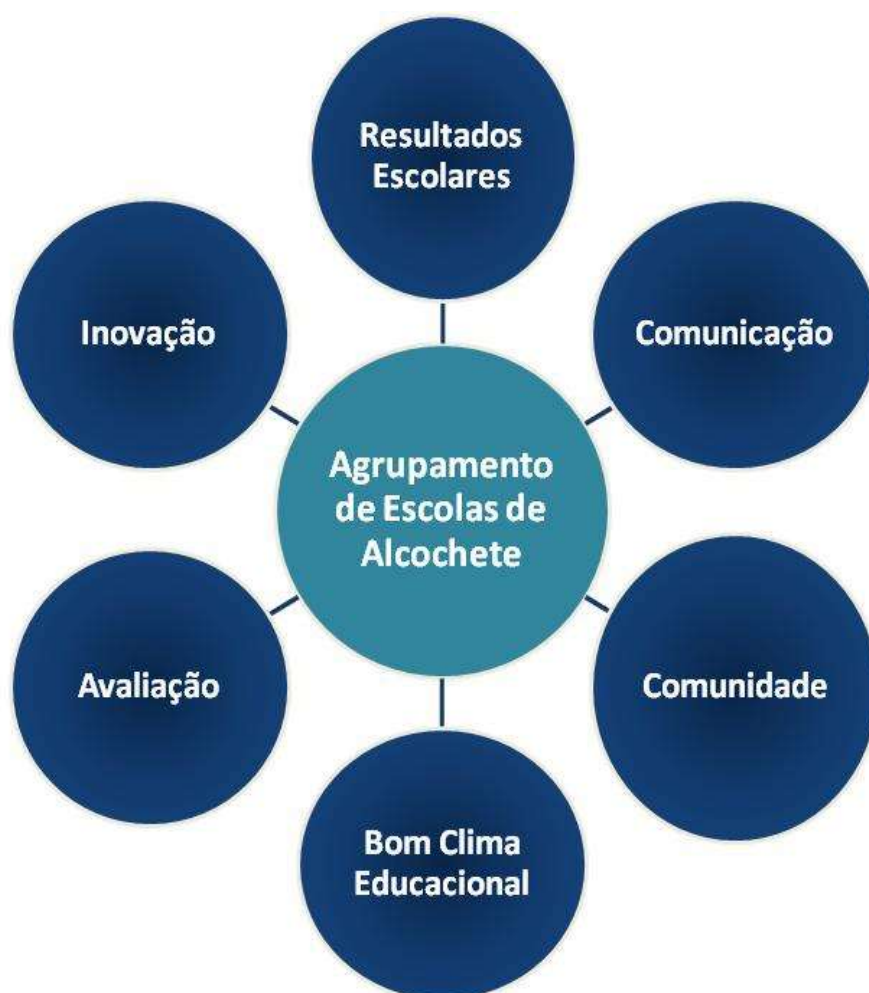 Resultados
Escolares
Inovação
Comunicação
Agrupamento
de Escolas de
Alcochete
Avaliação
Comunidade
Bom Clima
Educacional